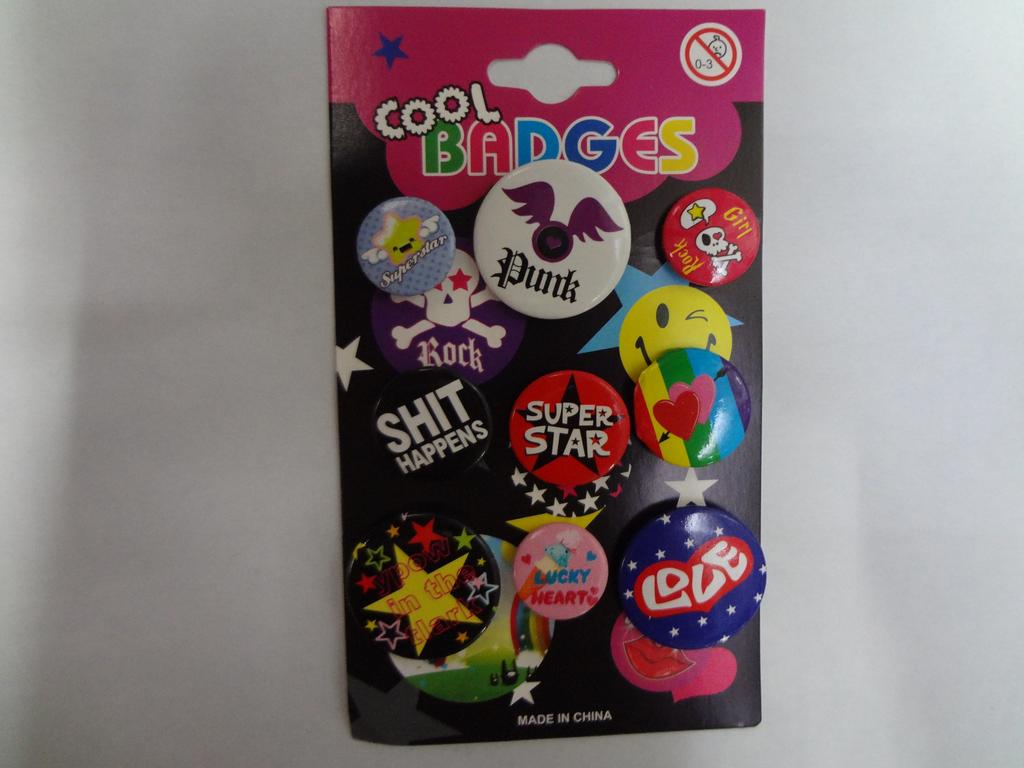 0-3
COOL
BADGES
Superstar
Punk
Girl
Rock
Rock
SHIT
HAPPENS
SUPER
STAR
in the
LUCKY
HEART
LOVE
MADE IN CHINA